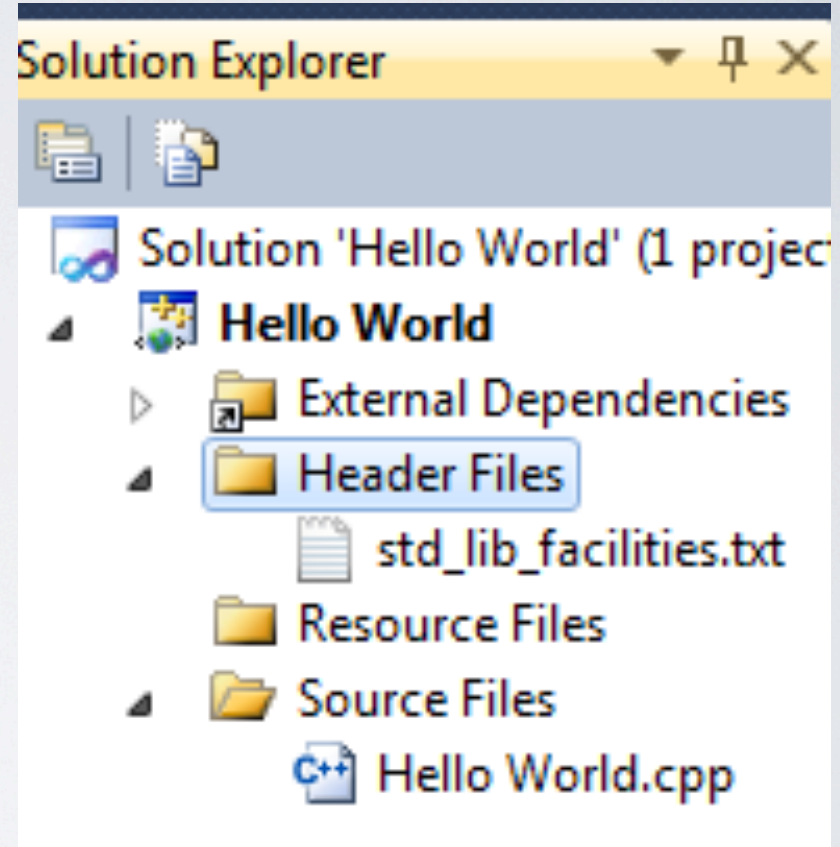 Solution Explorer
Solution 'Hello World' (1 project
Hello World
External Dependencies
Header Files
std_lib_facilities.txt
Resource Files
Source Files
C++ Hello World.cpp